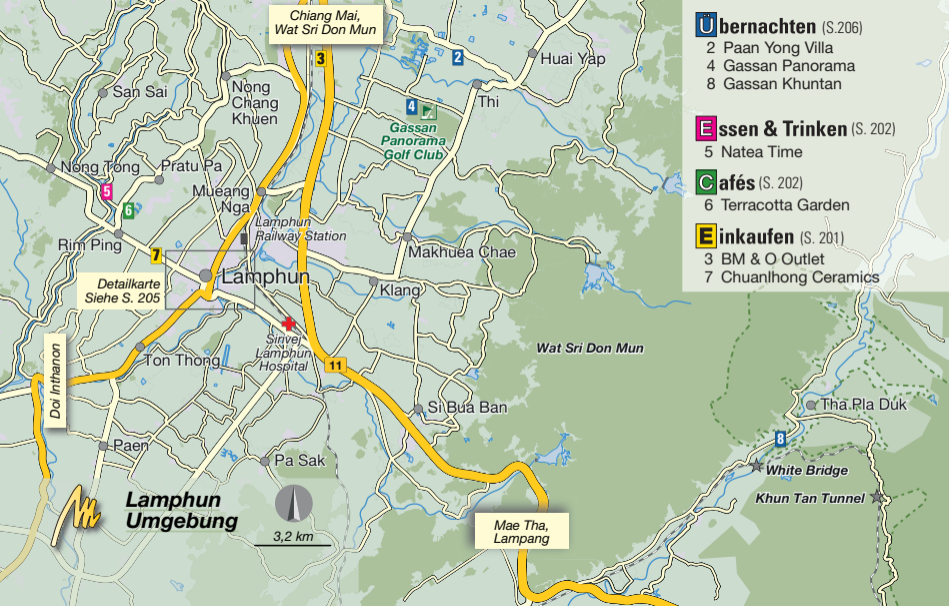 Chiang Mai,
Wat Sri Don Mun
3
2
Huai Yap
San Sai
Nong
Chang
Khuen
Thi
4
Gassan
Panorama
Golf Club
Nong Tong
Pratu Pa
5
6
Mueang
Nga
Lamphun
Railway Station
Rim Ping
7
Makhuea Chae
Lamphun
Detailkarte
Siehe S. 205
Klang
Sirivej
Lamphun
Hospital
Wat Sri Don Mun
Ton Thong
11
Doi Inthanon
Si Bua Ban
Tha Pla Duk
8
Paen
Pa Sak
White Bridge
Khun Tan Tunnel
Lamphun
Umgebung
3,2 km
Mae Tha,
Lampang
Übernachten (S.206)
2 Paan Yong Villa
4 Gassan Panorama
8 Gassan Khuntan
Essen & Trinken (S. 202)
5 Natea Time
Cafés (S. 202)
6 Terracotta Garden
Einkaufen (S. 201)
3 BM & O Outlet
7 Chuanlhong Ceramics